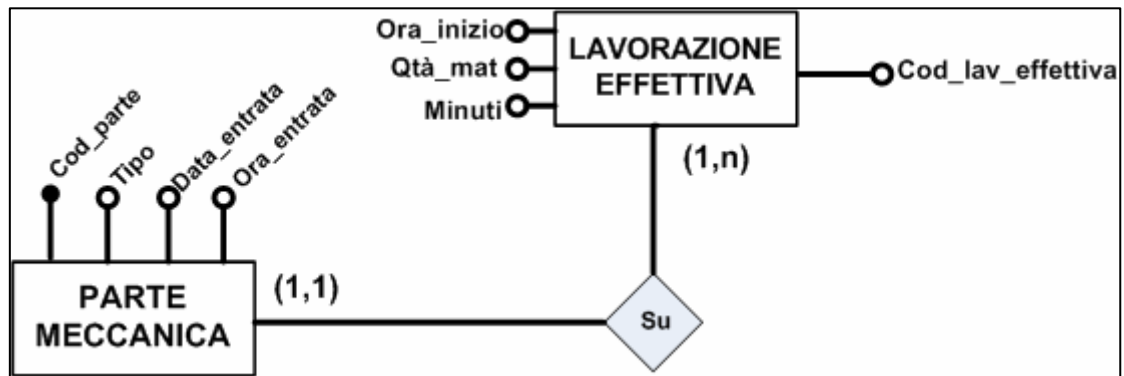 Ora_inizio
Qtà_mat
Minuti
LAVORAZIONE
EFFETTIVA
Cod_lav_effettiva
(1,n)
Cod_parte
Tipo
Data_entrata
Ora_entrata
PARTE
MECCANICA
(1,1)
Su